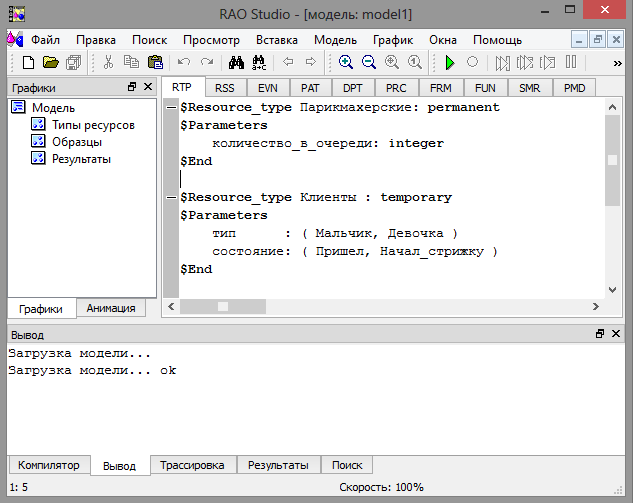 RAO Studio - [модель: model1]
Файл Правка Поиск Просмотр Вставка Модель График Окна Помощь
Графики
Модель
Типы ресурсов
Образцы
Результаты
Графики Анимация
RTP RSS EVN PAT DPT PRC FRM FUN SMR PMD
$Resource_type Парикмахерские: permanent
$Parameters
количество_в_очереди: integer
$End
$Resource_type Клиенты : temporary
$Parameters
тип : ( Мальчик, Девочка )
состояние: ( Пришел, Начал_стрижку )
$End
Вывод
Загрузка модели...
Загрузка модели... ok
Компилятор Вывод Трассировка Результаты Поиск
1: 5 Скорость: 100%